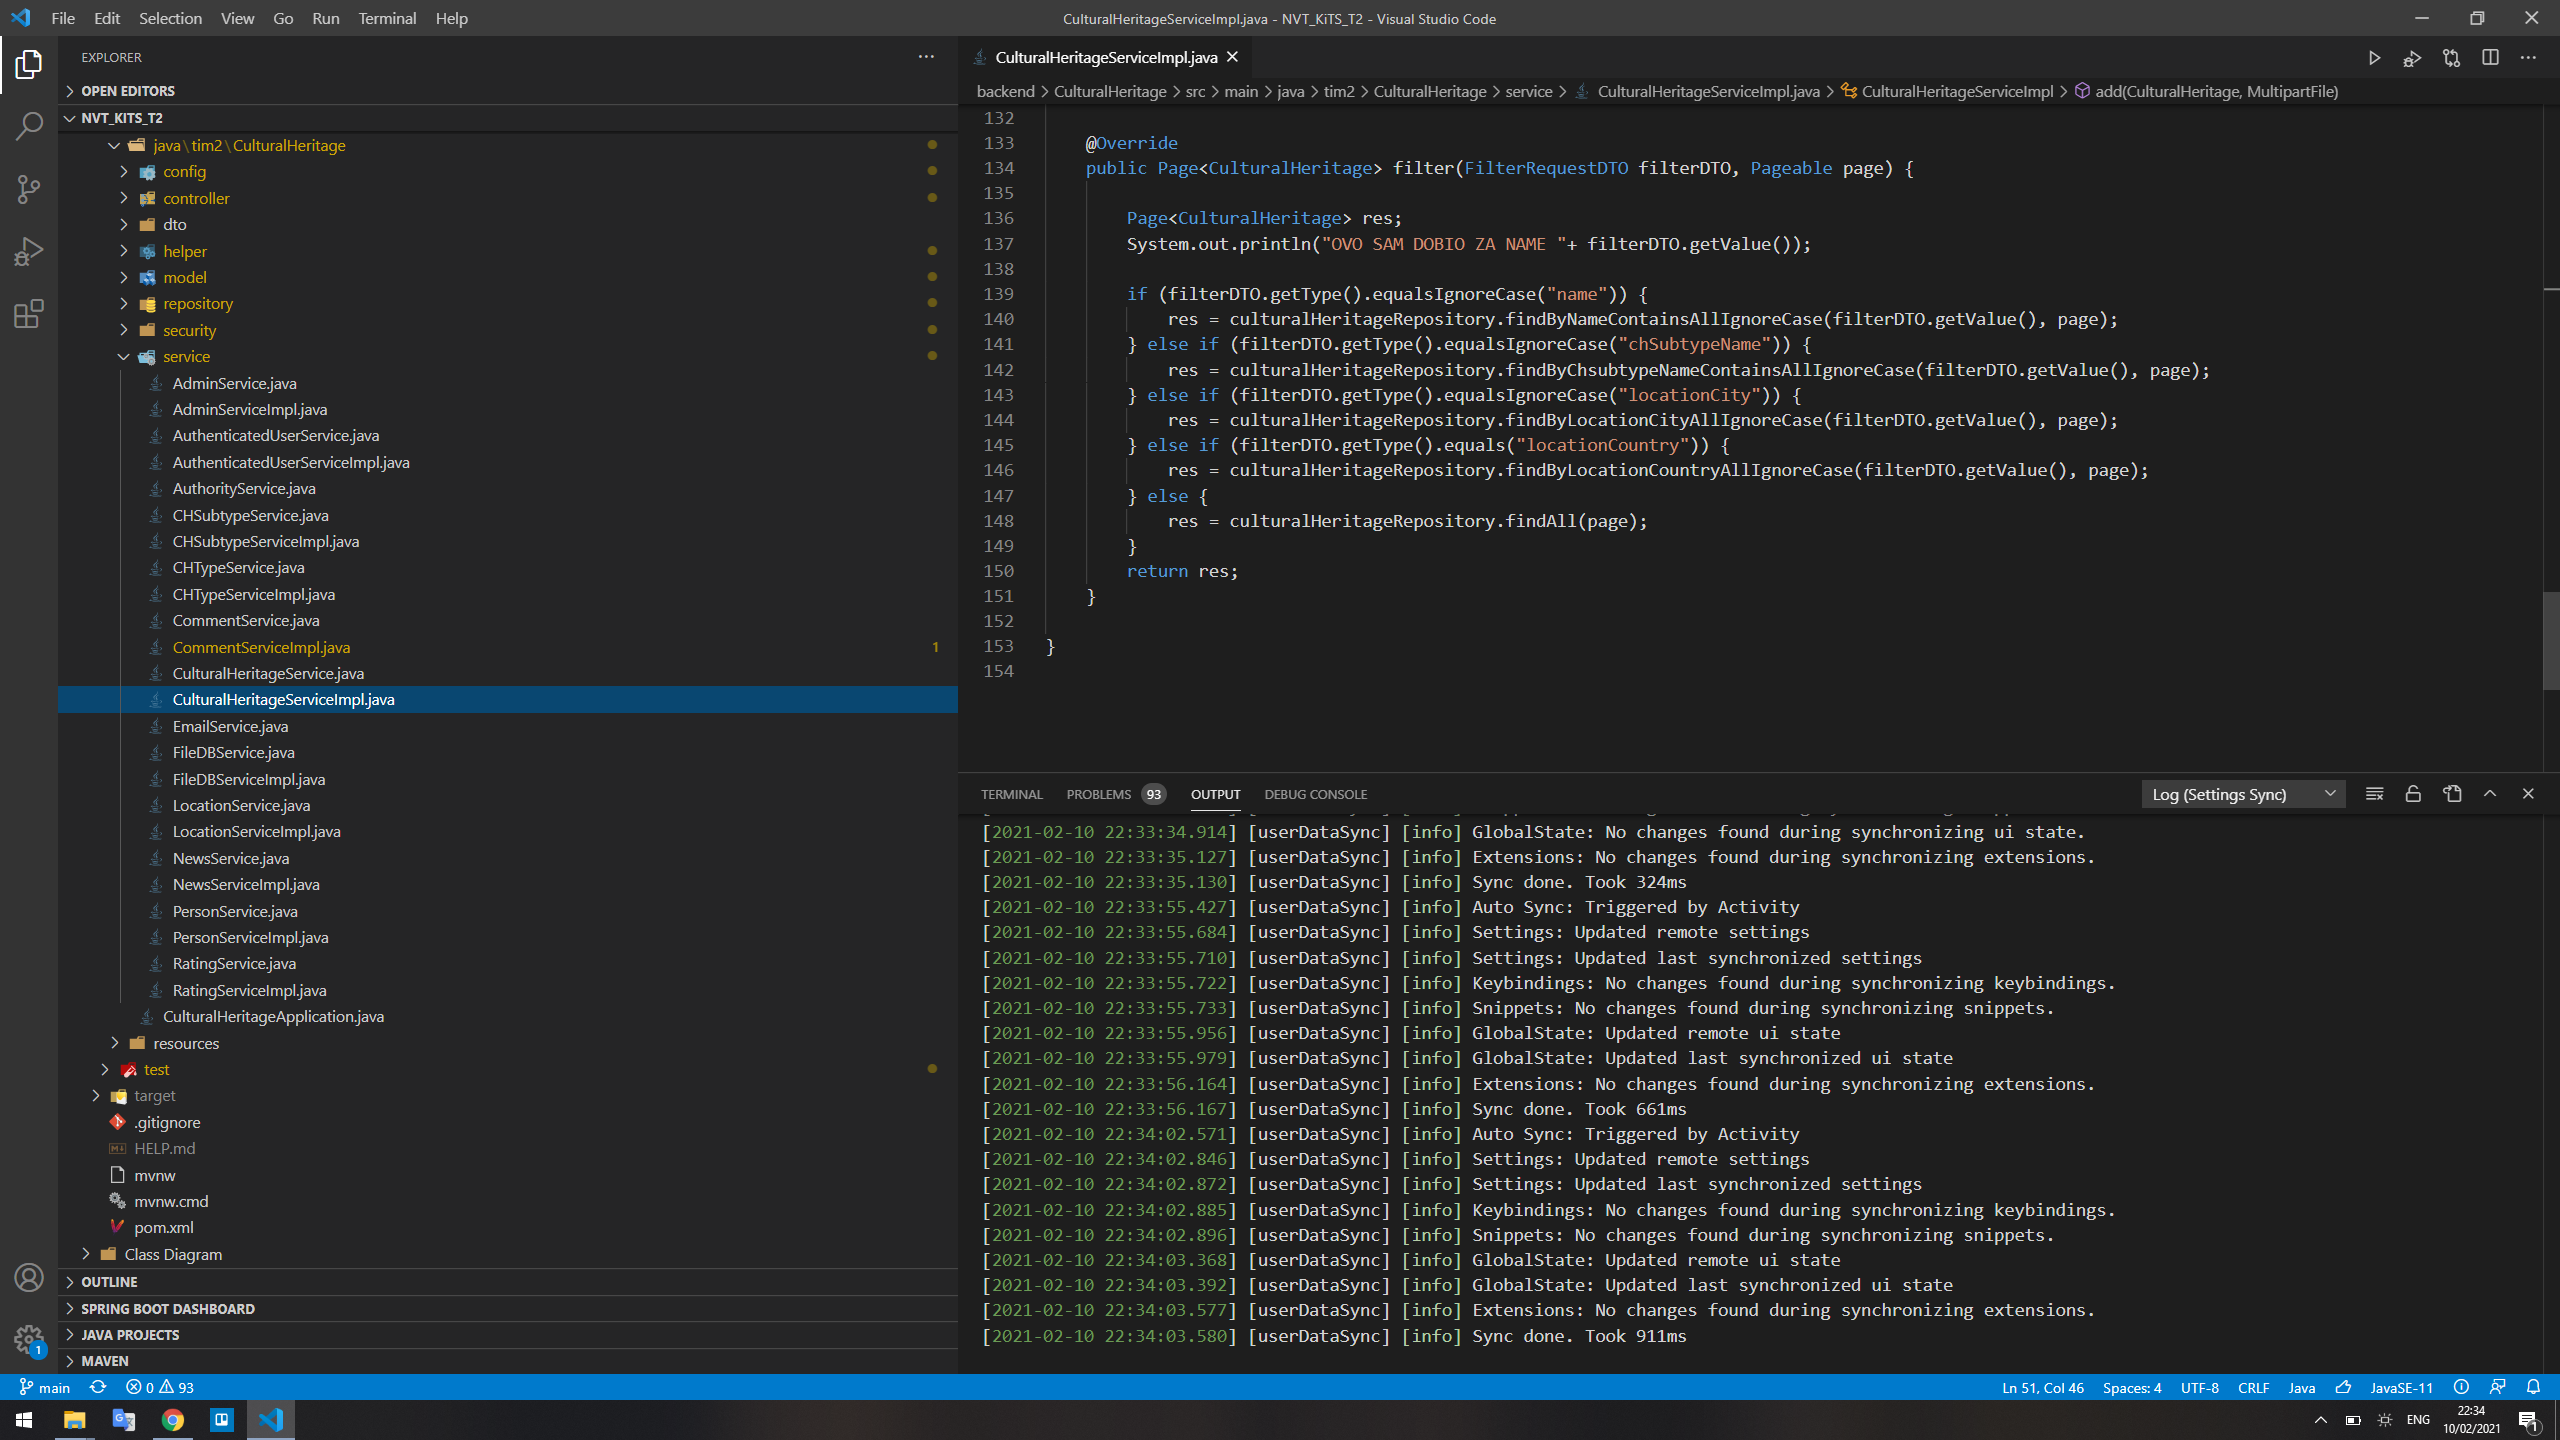 File Edit Selection View Go Run Terminal Help
CulturalHeritageServiceImpl.java - NVT_KiTS_T2 - Visual Studio Code
EXPLORER
OPEN EDITORS
NVT_KITS_T2
java\tim2\CulturalHeritage
config
controller
dto
helper
model
repository
security
service
AdminService.java
AdminServiceImpl.java
AuthenticatedUserService.java
AuthenticatedUserServiceImpl.java
AuthorityService.java
CHSubtypeService.java
CHSubtypeServiceImpl.java
CHTypeService.java
CHTypeServiceImpl.java
CommentService.java
CommentServiceImpl.java 1
CulturalHeritageService.java
CulturalHeritageServiceImpl.java
EmailService.java
FileDBService.java
FileDBServiceImpl.java
LocationService.java
LocationServiceImpl.java
NewsService.java
NewsServiceImpl.java
PersonService.java
PersonServiceImpl.java
RatingService.java
RatingServiceImpl.java
CulturalHeritageApplication.java
resources
test
target
.gitignore
HELP.md
mvnw
mvnw.cmd
pom.xml
Class Diagram
OUTLINE
SPRING BOOT DASHBOARD
JAVA PROJECTS
MAVEN
1
CulturalHeritageServiceImpl.java
backend > CulturalHeritage > src > main > java > tim2 > CulturalHeritage > service > CulturalHeritageServiceImpl.java > CulturalHeritageServiceImpl > add(CulturalHeritage, MultipartFile)
132
133 @Override
134 public Page<CulturalHeritage> filter(FilterRequestDTO filterDTO, Pageable page) {
135
136 Page<CulturalHeritage> res;
137 System.out.println("OVO SAM DOBIO ZA NAME "+ filterDTO.getValue());
138
139 if (filterDTO.getType().equalsIgnoreCase("name")) {
140 res = culturalHeritageRepository.findByNameContainsAllIgnoreCase(filterDTO.getValue(), page);
141 } else if (filterDTO.getType().equalsIgnoreCase("chSubtypeName")) {
142 res = culturalHeritageRepository.findByChsubtypeNameContainsAllIgnoreCase(filterDTO.getValue(), page);
143 } else if (filterDTO.getType().equalsIgnoreCase("locationCity")) {
144 res = culturalHeritageRepository.findByLocationCityAllIgnoreCase(filterDTO.getValue(), page);
145 } else if (filterDTO.getType().equals("locationCountry")) {
146 res = culturalHeritageRepository.findByLocationCountryAllIgnoreCase(filterDTO.getValue(), page);
147 } else {
148 res = culturalHeritageRepository.findAll(page);
149 }
150 return res;
151 }
152
153 }
154
TERMINAL PROBLEMS 93 OUTPUT DEBUG CONSOLE Log (Settings Sync)
[2021-02-10 22:33:34.914] [userDataSync] [info] GlobalState: No changes found during synchronizing ui state.
[2021-02-10 22:33:35.127] [userDataSync] [info] Extensions: No changes found during synchronizing extensions.
[2021-02-10 22:33:35.130] [userDataSync] [info] Sync done. Took 324ms
[2021-02-10 22:33:55.427] [userDataSync] [info] Auto Sync: Triggered by Activity
[2021-02-10 22:33:55.684] [userDataSync] [info] Settings: Updated remote settings
[2021-02-10 22:33:55.710] [userDataSync] [info] Settings: Updated last synchronized settings
[2021-02-10 22:33:55.722] [userDataSync] [info] Keybindings: No changes found during synchronizing keybindings.
[2021-02-10 22:33:55.733] [userDataSync] [info] Snippets: No changes found during synchronizing snippets.
[2021-02-10 22:33:55.956] [userDataSync] [info] GlobalState: Updated remote ui state
[2021-02-10 22:33:55.979] [userDataSync] [info] GlobalState: Updated last synchronized ui state
[2021-02-10 22:33:56.164] [userDataSync] [info] Extensions: No changes found during synchronizing extensions.
[2021-02-10 22:33:56.167] [userDataSync] [info] Sync done. Took 661ms
[2021-02-10 22:34:02.571] [userDataSync] [info] Auto Sync: Triggered by Activity
[2021-02-10 22:34:02.846] [userDataSync] [info] Settings: Updated remote settings
[2021-02-10 22:34:02.872] [userDataSync] [info] Settings: Updated last synchronized settings
[2021-02-10 22:34:02.885] [userDataSync] [info] Keybindings: No changes found during synchronizing keybindings.
[2021-02-10 22:34:02.896] [userDataSync] [info] Snippets: No changes found during synchronizing snippets.
[2021-02-10 22:34:03.368] [userDataSync] [info] GlobalState: Updated remote ui state
[2021-02-10 22:34:03.392] [userDataSync] [info] GlobalState: Updated last synchronized ui state
[2021-02-10 22:34:03.577] [userDataSync] [info] Extensions: No changes found during synchronizing extensions.
[2021-02-10 22:34:03.580] [userDataSync] [info] Sync done. Took 911ms
main 0 93 Ln 51, Col 46 Spaces: 4 UTF-8 CRLF Java JavaSE-11
ENG
22:34
10/02/2021
1